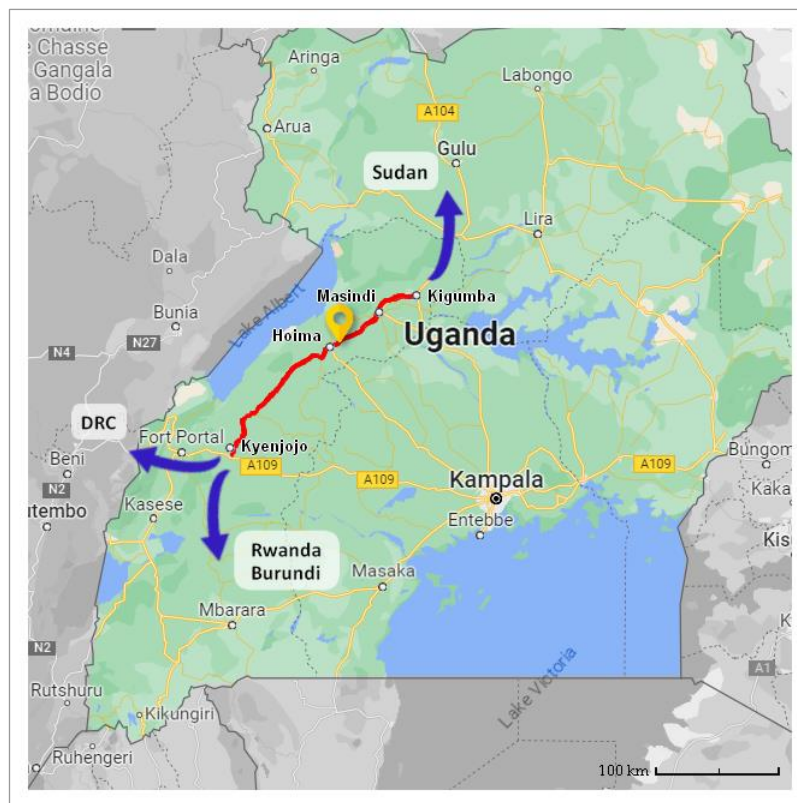 e Chasse
Gangala
a Bodio
Aringa
Labongo
A104
Arua
Gulu
Sudan
Lira
Dala
Lake Albert
Masindi
Kigumba
Bunia
N27
Hoima
Uganda
N4
DRC
Fort Portal
Kyenjojo
Beni
A109
A109
A109
Bungom
N2
Kampala
Kaka
utembo
Kasese
Entebbe
Kisu
Rwanda
Burundi
Masaka
Mbarara
K
N2
Lake Victoria
A1
Rutshuru
Kikungiri
Ruhengeri
100 km